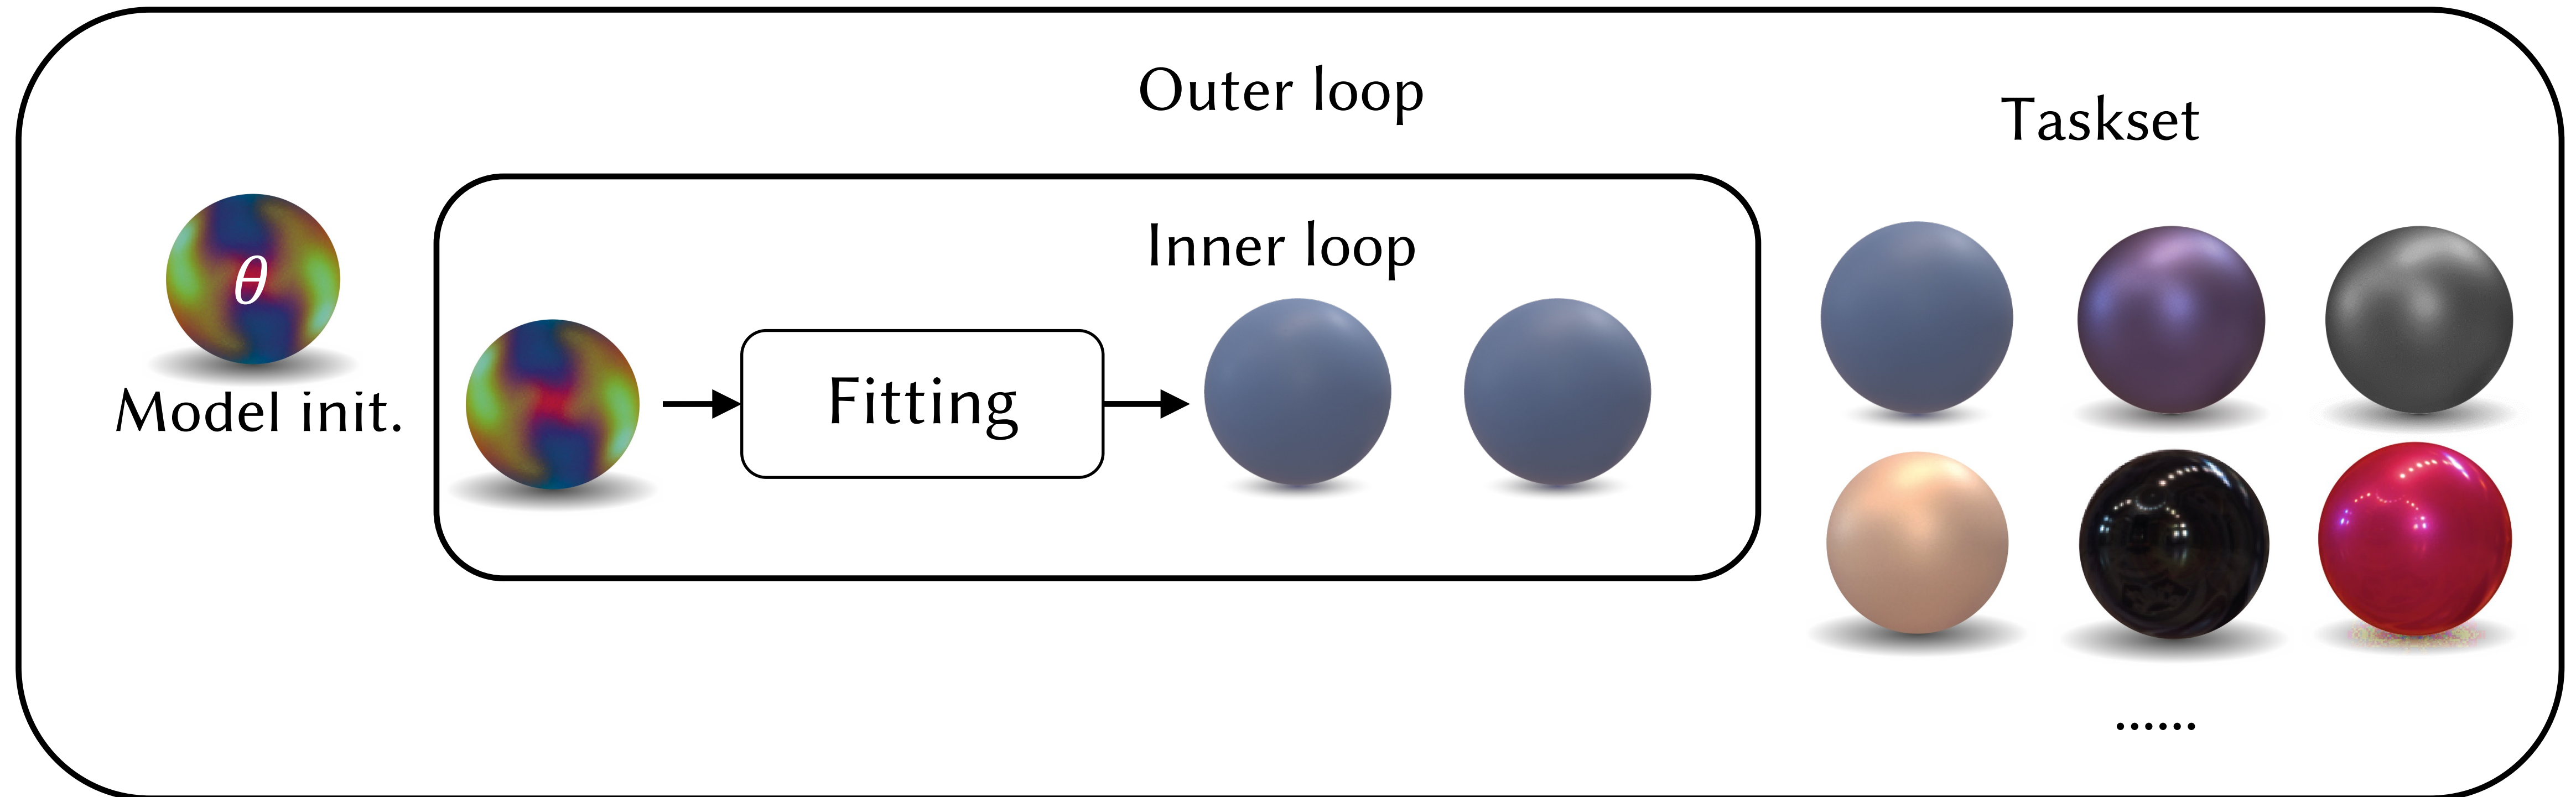 Outer loop
Taskset
Inner loop
θ
Model init.
Fitting
......